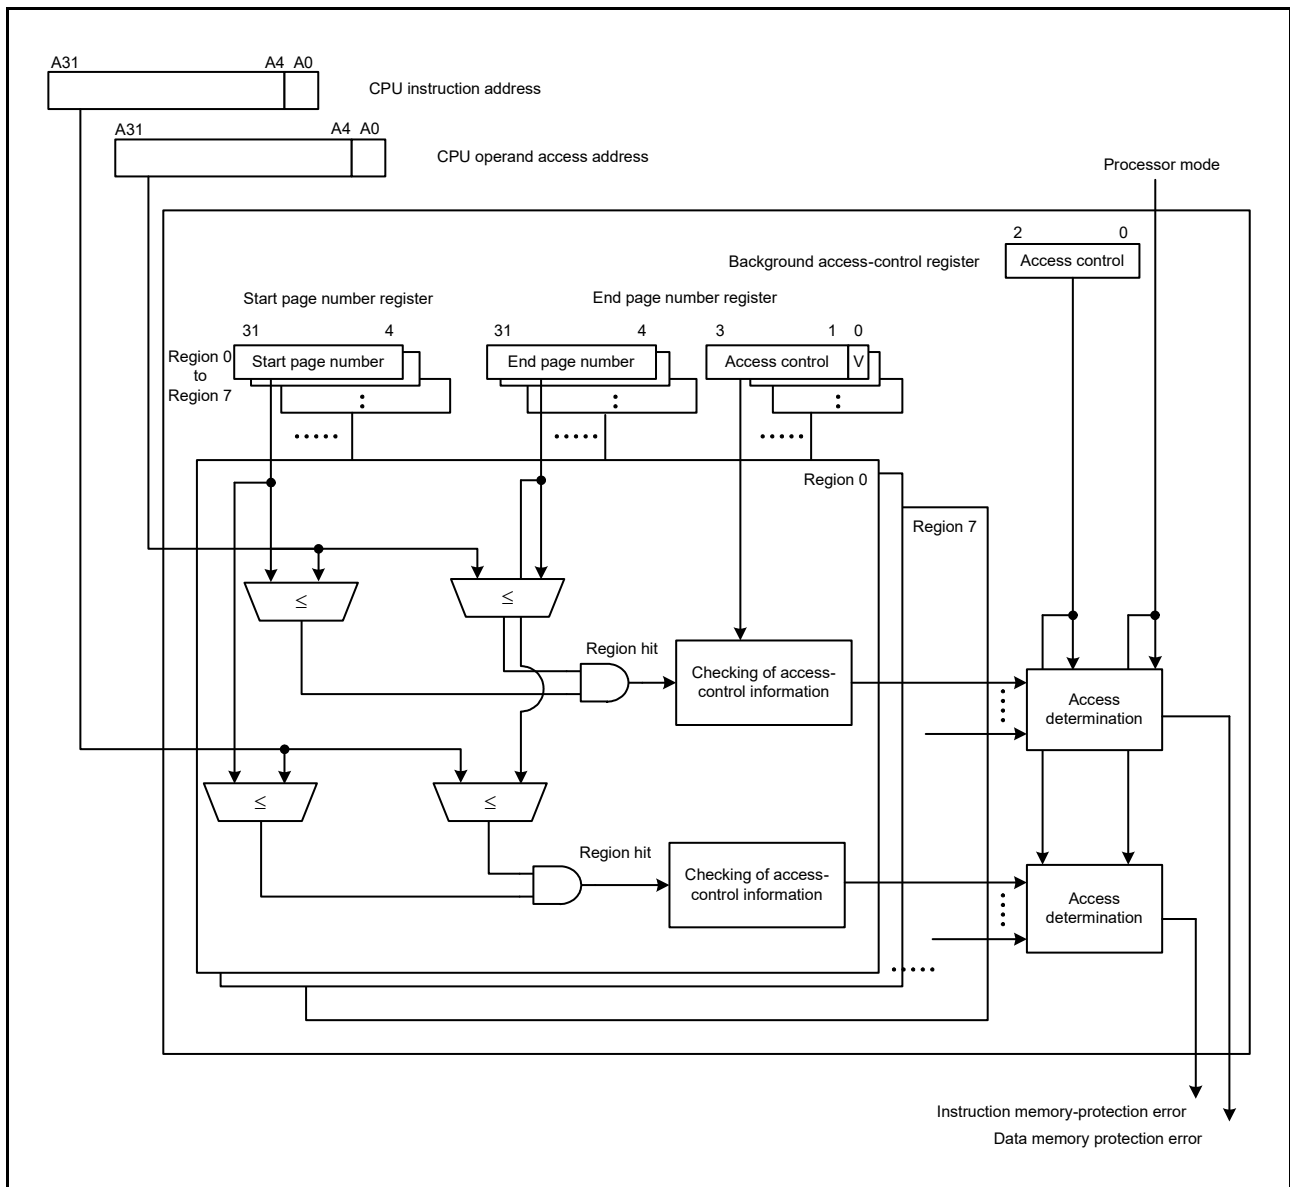 A31 A4 A0
CPU instruction address
A31 A4 A0
CPU operand access address
Processor mode
2 0
Background access-control register
Access control
Start page number register
End page number register
31 4
31 4
3 1 0
Region 0
to
Region 7
Start page number
End page number
Access control V
Region 0
Region 7
≤
≤
Region hit
Checking of access-
control information
Access
determination
≤
≤
Region hit
Checking of access-
control information
Access
determination
Instruction memory-protection error
Data memory protection error